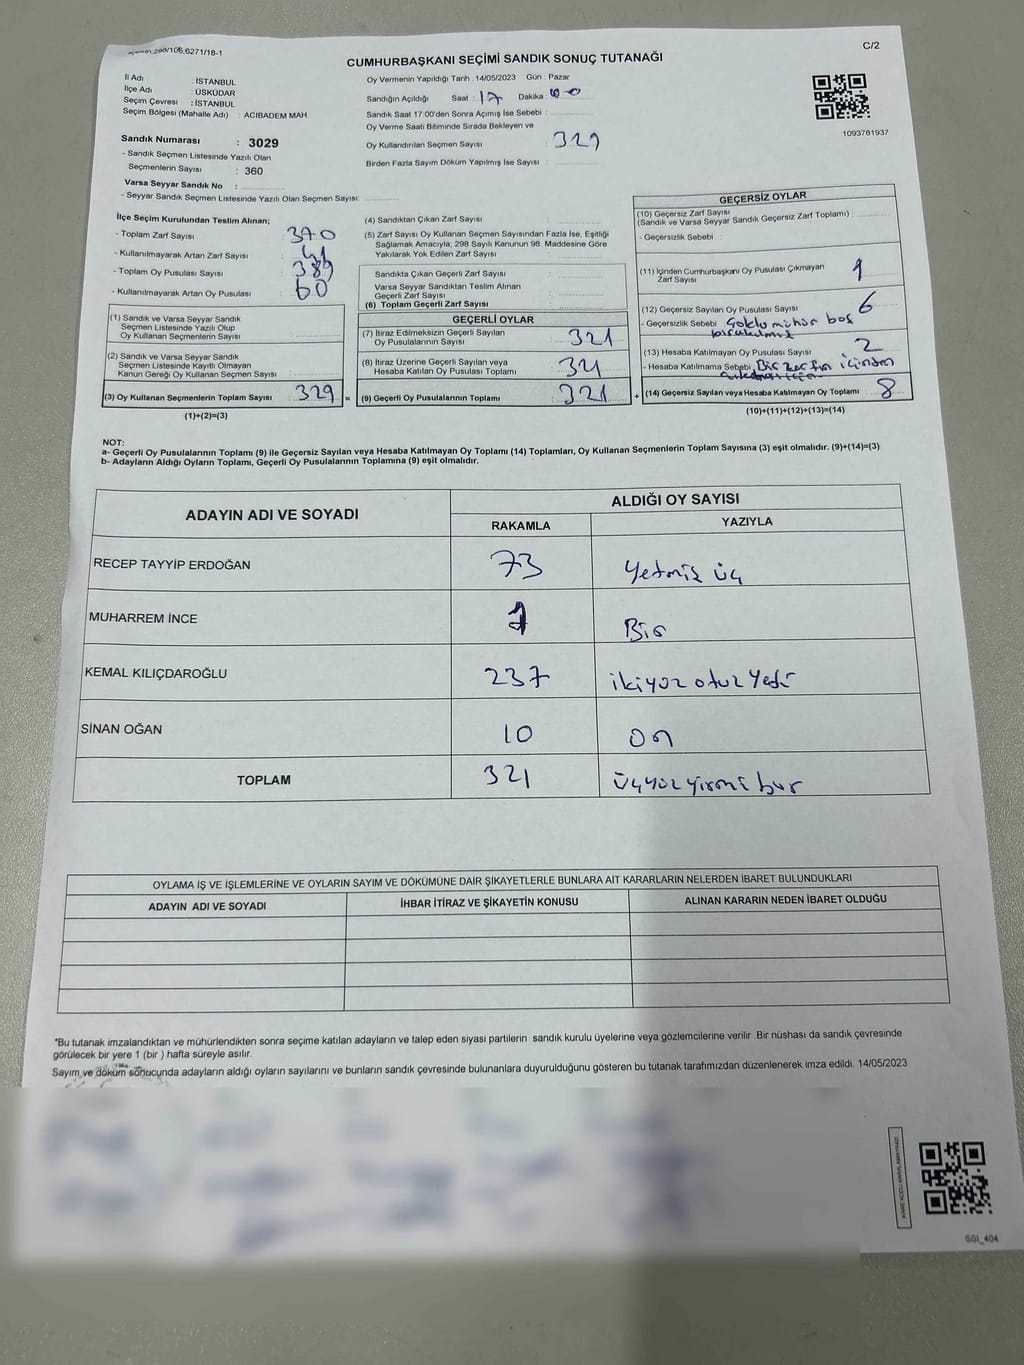 C/2
CUMHURBAŞKANI SEÇİMİ SANDIK SONUÇ TUTANAĞI
İl Adı : İSTANBUL
İlçe Adı : ÜSKÜDAR
Seçim Çevresi : İSTANBUL
Seçim Bölgesi (Mahalle Adı) : ACIBADEM MAH
Sandık Numarası : 3029
- Sandık Seçmen Listesinde Yazılı Olan
Seçmenlerin Sayısı : 360
Varsa Seyyar Sandık No :
- Seyyar Sandık Seçmen Listesinde Yazılı Olan Seçmen Sayısı:
Oy Vermenin Yapıldığı Tarih : 14/05/2023 Gün : Pazar
Sandığın Açıldığı Saat : 17 Dakika :
Sandık Saat 17:00'den Sonra Açımış İse Sebebi :
Oy Verme Saati Bitiminde Sırada Bekleyen ve
Oy Kullandırılan Seçmen Sayısı : 329
Birden Fazla Sayım Döküm Yapılmış İse Sayısı :
1093781937
İlçe Seçim Kurulundan Teslim Alınan;
- Toplam Zarf Sayısı : 370
- Kullanılmayarak Artan Zarf Sayısı : 41
- Toplam Oy Pusulası Sayısı : 389
- Kullanılmayarak Artan Oy Pusulası : 60
(1) Sandık ve Varsa Seyyar Sandık
Seçmen Listesinde Yazılı Olup
Oy Kullanan Seçmenlerin Sayısı :
(2) Sandık ve Varsa Seyyar Sandık
Seçmen Listesinde Kayıtlı Olmayan
Kanun Gereği Oy Kullanan Seçmen Sayısı :
(3) Oy Kullanan Seçmenlerin Toplam Sayısı : 329 =
(1)+(2)=(3)
(4) Sandıktan Çıkan Zarf Sayısı :
(5) Zarf Sayısı Oy Kullanan Seçmen Sayısından Fazla İse, Eşitliği
Sağlamak Amacıyla, 298 Sayılı Kanunun 98. Maddesine Göre
Yakılarak Yok Edilen Zarf Sayısı :
Sandıkta Çıkan Geçerli Zarf Sayısı :
Varsa Seyyar Sandıktan Teslim Alınan
Geçerli Zarf Sayısı :
(6) Toplam Geçerli Zarf Sayısı :
GEÇERLİ OYLAR
(7) İtiraz Edilmeksizin Geçerli Sayılan
Oy Pusulalarının Sayısı : 321
(8) İtiraz Üzerine Geçerli Sayılan veya
Hesaba Katılan Oy Pusulası Toplamı : 321
(9) Geçerli Oy Pusulalarının Toplamı : 321 +
GEÇERSİZ OYLAR
(10) Geçersiz Zarf Sayısı
(Sandık ve Varsa Seyyar Sandık Geçersiz Zarf Toplamı) :
- Geçersizlik Sebebi :
(11) İçinden Cumhurbaşkanı Oy Pusulası Çıkmayan
Zarf Sayısı : 1
(12) Geçersiz Sayılan Oy Pusulası Sayısı : 6
- Geçersizlik Sebebi : Çoklu mühür boş
bırakılmış
(13) Hesaba Katılmayan Oy Pusulası Sayısı : 2
- Hesaba Katılmama Sebebi : Bir zarfın içinden
(14) Geçersiz Sayılan veya Hesaba Katılmayan Oy Toplamı : 8
(10)+(11)+(12)+(13)=(14)
NOT:
a- Geçerli Oy Pusulalarının Toplamı (9) ile Geçersiz Sayılan veya Hesaba Katılmayan Oy Toplamı (14) Toplamları, Oy Kullanan Seçmenlerin Toplam Sayısına (3) eşit olmalıdır. (9)+(14)=(3)
b- Adayların Aldığı Oyların Toplamı, Geçerli Oy Pusulalarının Toplamına (9) eşit olmalıdır.
ADAYIN ADI VE SOYADI
ALDIĞI OY SAYISI
RAKAMLA YAZIYLA
RECEP TAYYİP ERDOĞAN 73 Yetmiş üç
MUHARREM İNCE 1 Bir
KEMAL KILIÇDAROĞLU 237 ikiyüz otuz yedi
SİNAN OĞAN 10 On
TOPLAM 321 üçyüz yirmi bir
OYLAMA İŞ VE İŞLEMLERİNE VE OYLARIN SAYIM VE DÖKÜMÜNE DAİR ŞİKAYETLERLE BUNLARA AİT KARARLARIN NELERDEN İBARET BULUNDUKLARI
ADAYIN ADI VE SOYADI İHBAR İTİRAZ VE ŞİKAYETİN KONUSU ALINAN KARARIN NEDEN İBARET OLDUĞU
"Bu tutanak imzalandıktan ve mühürlendikten sonra seçime katılan adayların ve talep eden siyasi partilerin sandık kurulu üyelerine veya gözlemcilerine verilir. Bir nüshası da sandık çevresinde
görülecek bir yere 1 (bir ) hafta süreyle asılır.
Sayım ve döküm sonucunda adayların aldığı oyların sayılarını ve bunların sandık çevresinde bulunanlara duyurulduğunu gösteren bu tutanak tarafımızdan düzenlenerek imza edildi. 14/05/2023
SSI_404